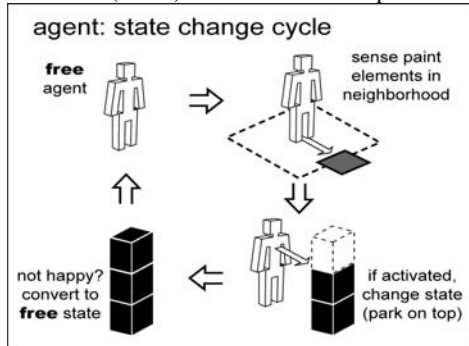 agent: state change cycle
free
agent
sense paint
elements in
neighborhood
if activated,
change state
(park on top)
not happy?
convert to
free state